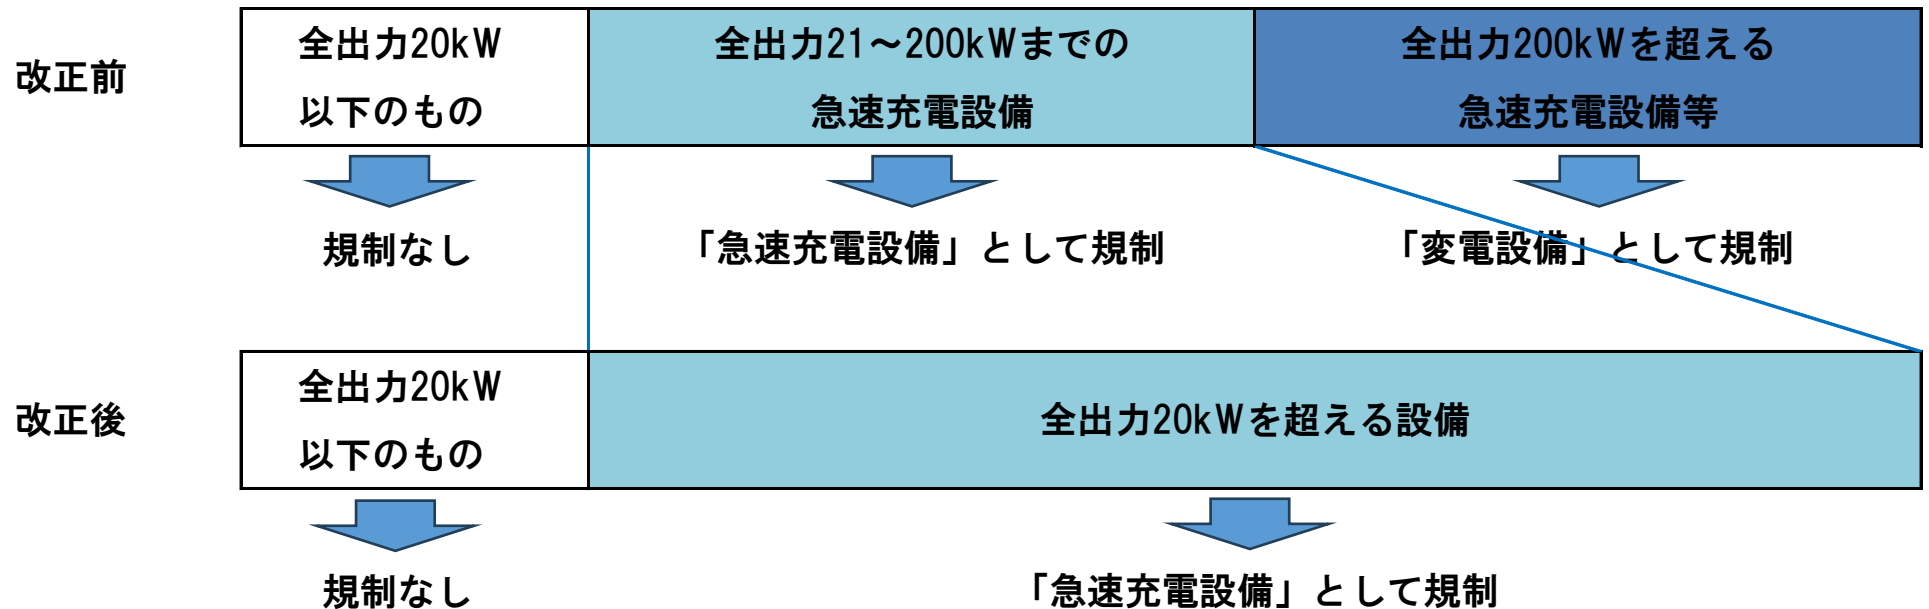 改正前
全出力20kW
以下のもの
全出力21～200kWまでの
急速充電設備
全出力200kWを超える
急速充電設備等
規制なし
「急速充電設備」として規制
「変電設備」として規制
改正後
全出力20kW
以下のもの
全出力20kWを超える設備
規制なし
「急速充電設備」として規制